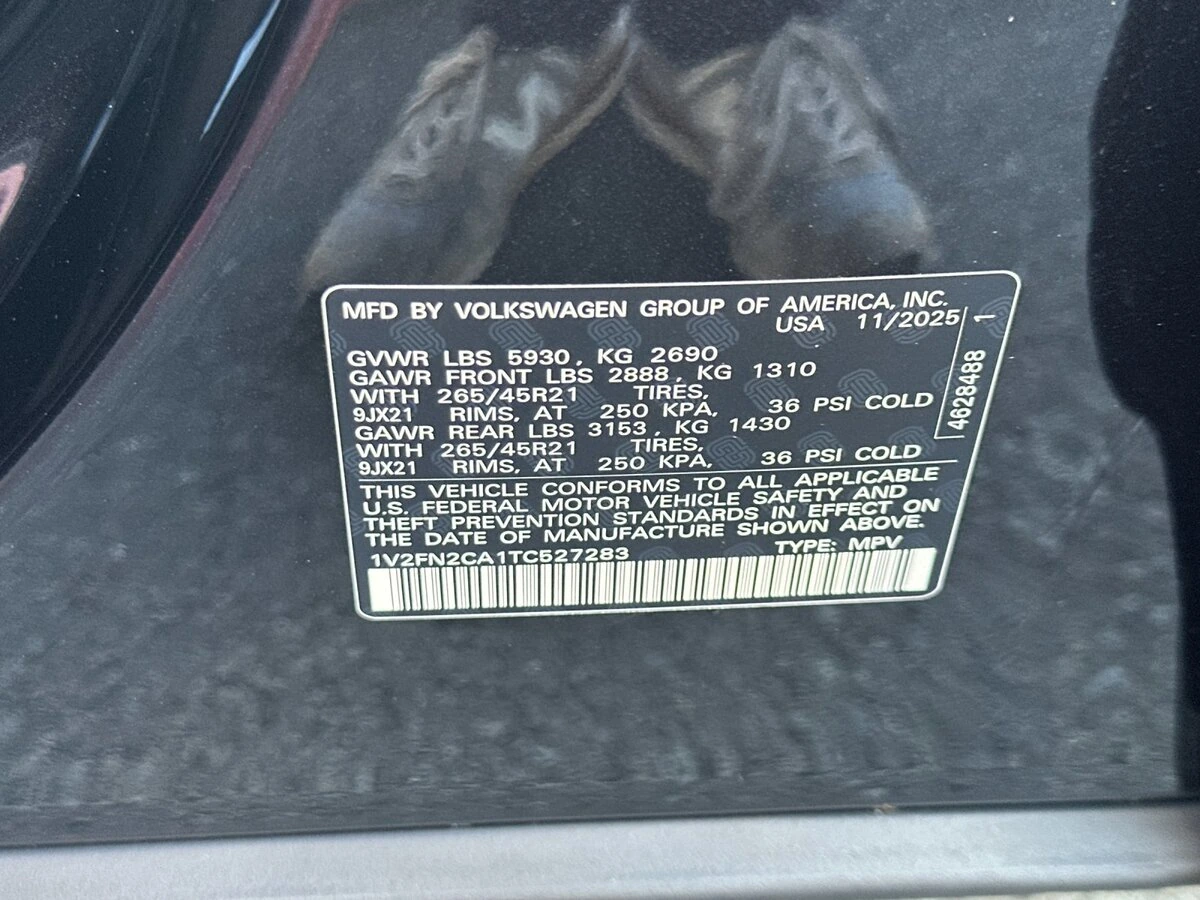 MFD BY VOLKSWAGEN GROUP OF AMERICA, INC.
USA 11/2025
GVWR LBS 5930, KG 2690
GAWR FRONT LBS 2888, KG 1310
WITH 265/45R21 TIRES,
9JX21 RIMS, AT 250 KPA, 36 PSI COLD
GAWR REAR LBS 3153, KG 1430
WITH 265/45R21 TIRES,
9JX21 RIMS, AT 250 KPA, 36 PSI COLD
THIS VEHICLE CONFORMS TO ALL APPLICABLE
U.S. FEDERAL MOTOR VEHICLE SAFETY AND
THEFT PREVENTION STANDARDS IN EFFECT ON
THE DATE OF MANUFACTURE SHOWN ABOVE.
1V2FN2CA1TC527283 TYPE: MPV
4628488 1